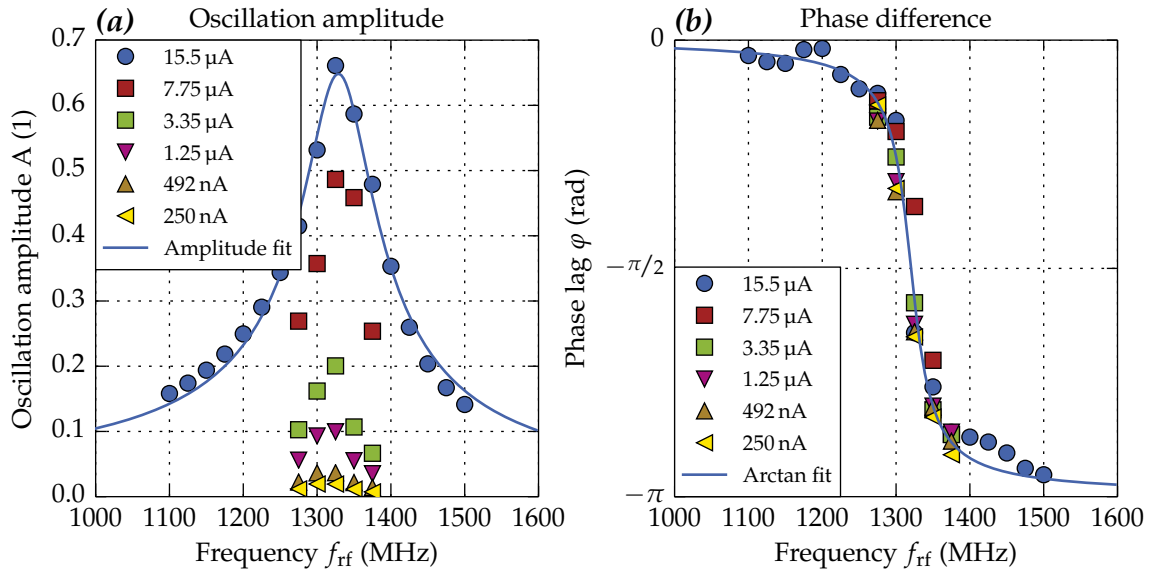 (a) Oscillation amplitude
Oscillation amplitude A (1)
0.7
0.6
0.5
0.4
0.3
0.2
0.1
0.0
15.5 µA
7.75 µA
3.35 µA
1.25 µA
492 nA
250 nA
Amplitude fit
1000 1100 1200 1300 1400 1500 1600
Frequency f_rf (MHz)
(b) Phase difference
Phase lag φ (rad)
0
−π/2
−π
15.5 µA
7.75 µA
3.35 µA
1.25 µA
492 nA
250 nA
Arctan fit
1000 1100 1200 1300 1400 1500 1600
Frequency f_rf (MHz)